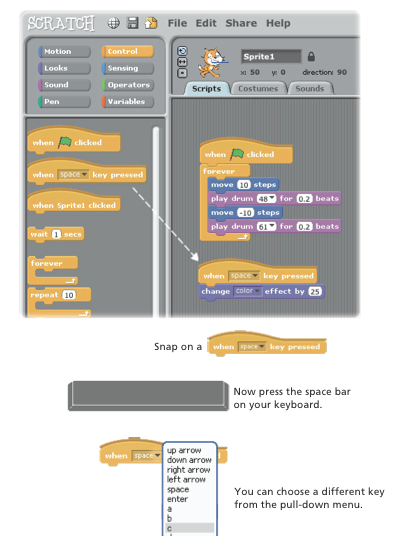 SCRATCH File Edit Share Help
Motion Control
Looks Sensing
Sound Operators
Pen Variables
Sprite1
x: 50 y: 0 direction: 90
Scripts Costumes Sounds
when clicked
when space key pressed
when Sprite1 clicked
wait 1 secs
forever
repeat 10
when clicked
forever
move 10 steps
play drum 48 for 0.2 beats
move -10 steps
play drum 61 for 0.2 beats
when space key pressed
change color effect by 25
Snap on a when space key pressed
Now press the space bar
on your keyboard.
when space
up arrow
down arrow
right arrow
left arrow
space
enter
a
b
c
You can choose a different key
from the pull-down menu.